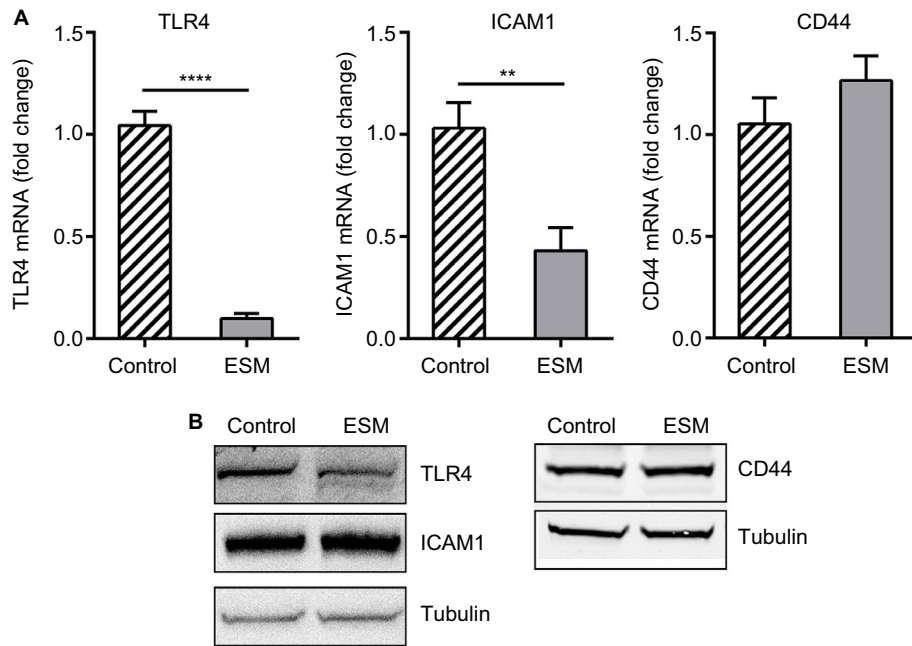 A
TLR4
TLR4 mRNA (fold change)
1.5
1.0
0.5
0.0
****
Control ESM
ICAM1
ICAM1 mRNA (fold change)
1.5
1.0
0.5
0.0
**
Control ESM
CD44
CD44 mRNA (fold change)
1.5
1.0
0.5
0.0
Control ESM
B
Control ESM
TLR4
ICAM1
Tubulin
Control ESM
CD44
Tubulin